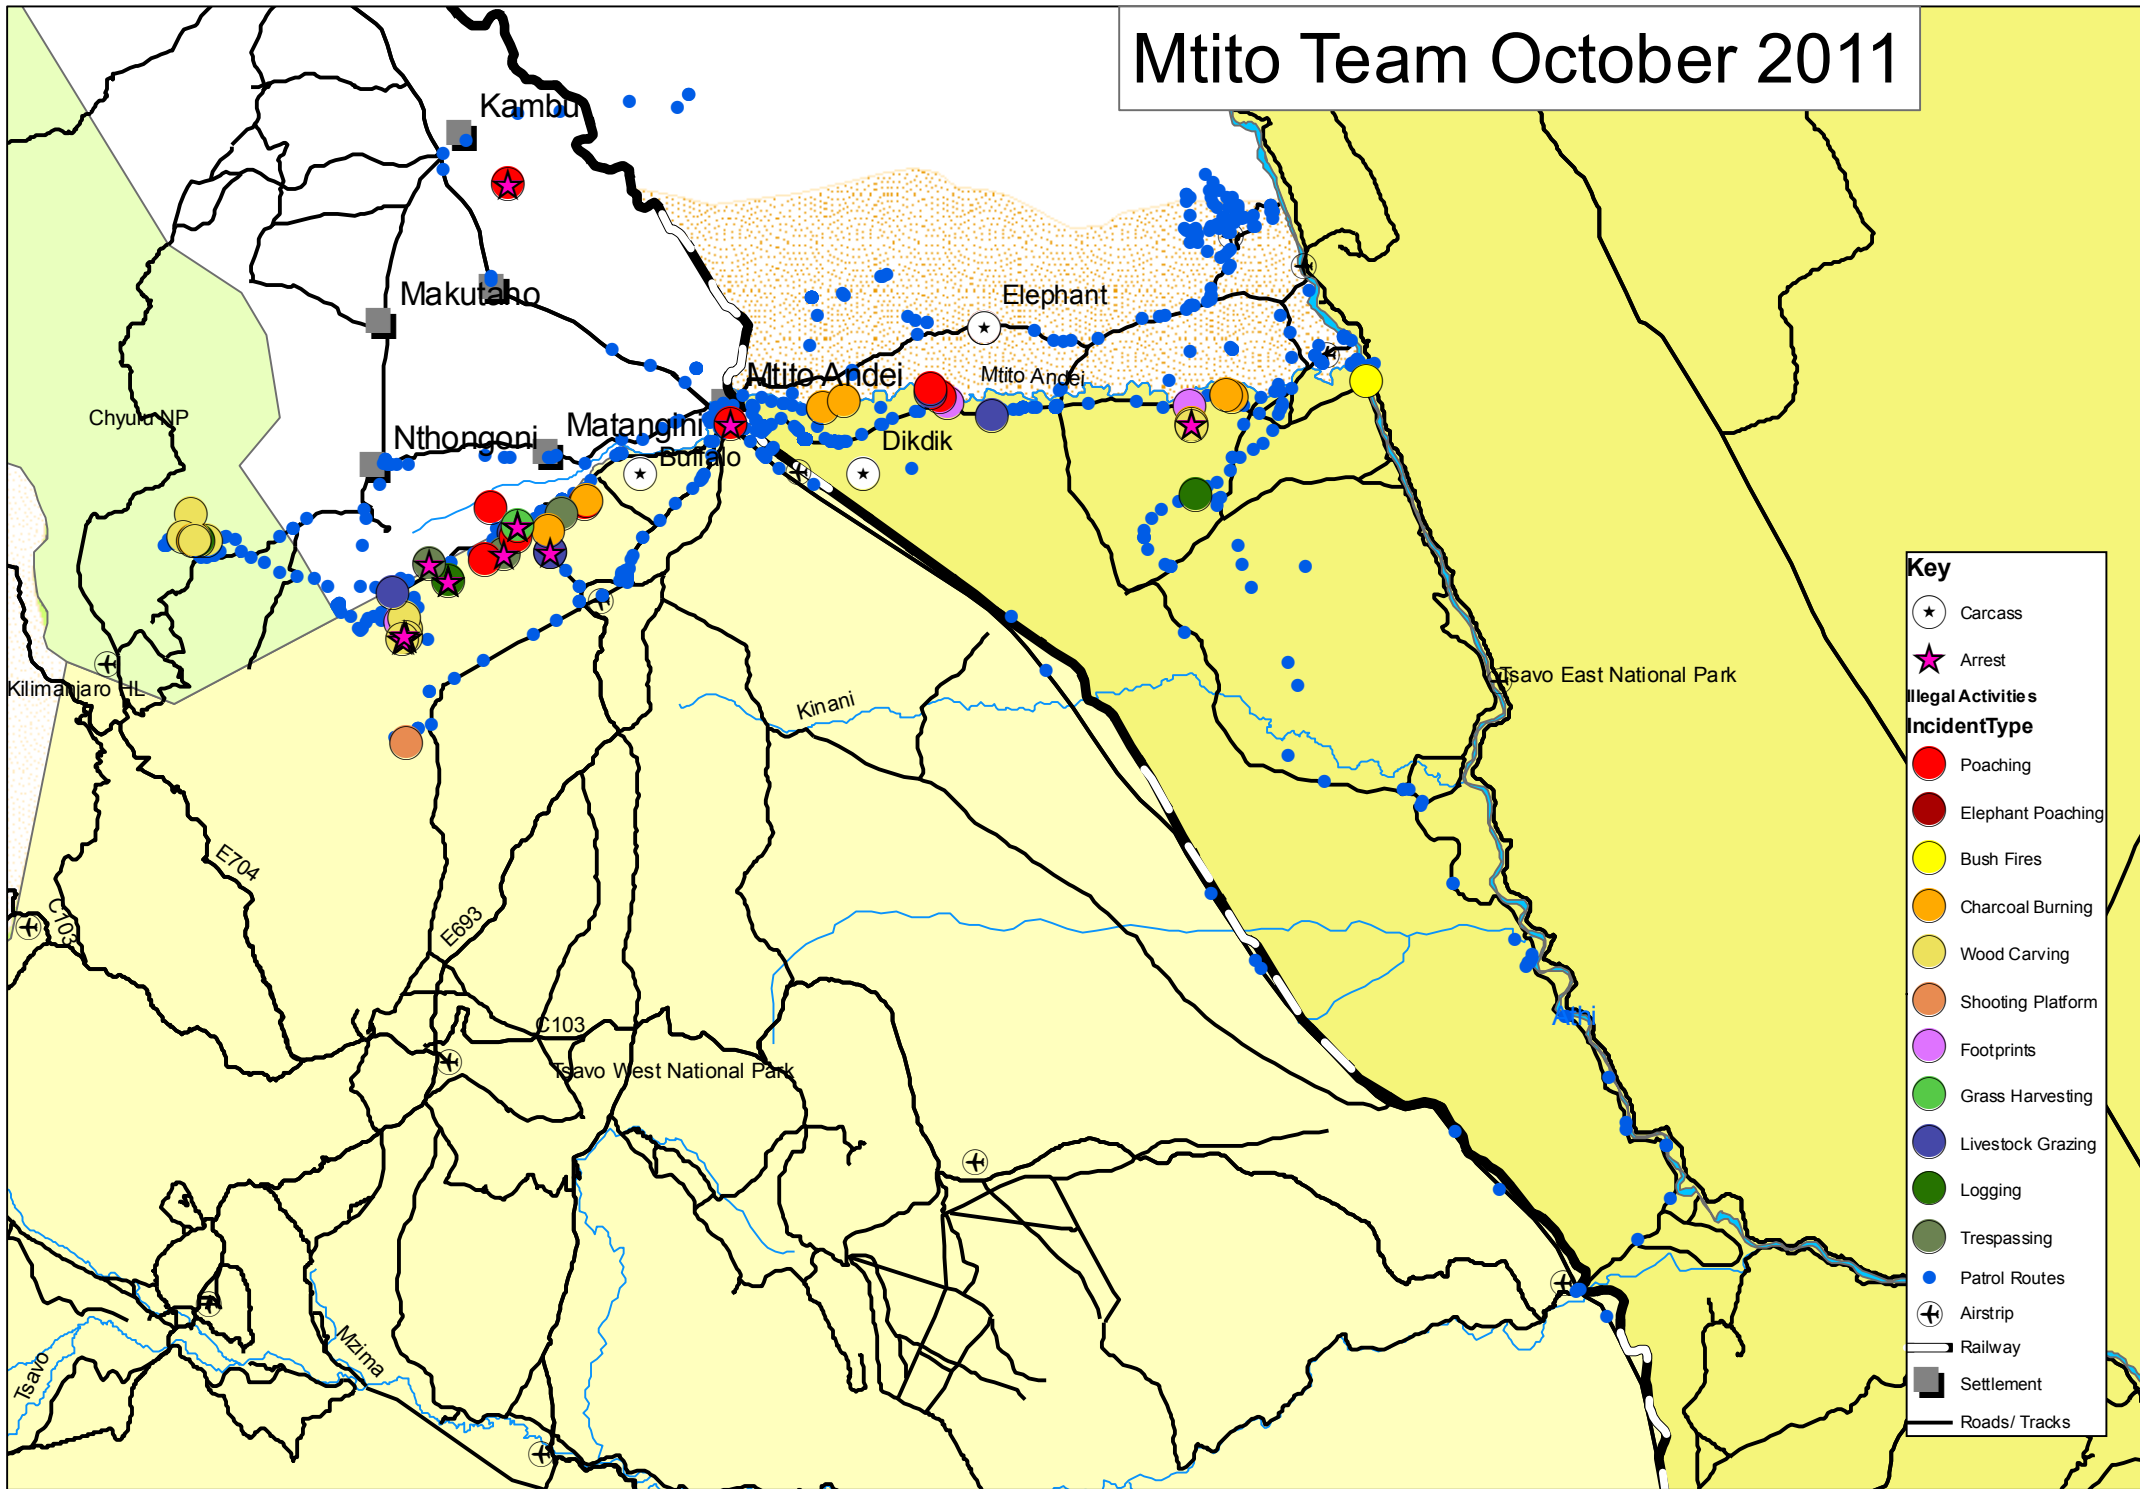 Mtito Team October 2011
Kambu
Makutaho
Elephant
Mtito Andei
Mtito Andei
Chyulu NP
Nthongoni
Matangini
Dikdik
Buffalo
Kilimanjaro HL
Kinani
Tsavo East National Park
E704
C103
E693
C103
Athi
Tsavo West National Park
Mzima
Tsavo
Key
Carcass
Arrest
Illegal Activities
IncidentType
Poaching
Elephant Poaching
Bush Fires
Charcoal Burning
Wood Carving
Shooting Platform
Footprints
Grass Harvesting
Livestock Grazing
Logging
Trespassing
Patrol Routes
Airstrip
Railway
Settlement
Roads/ Tracks